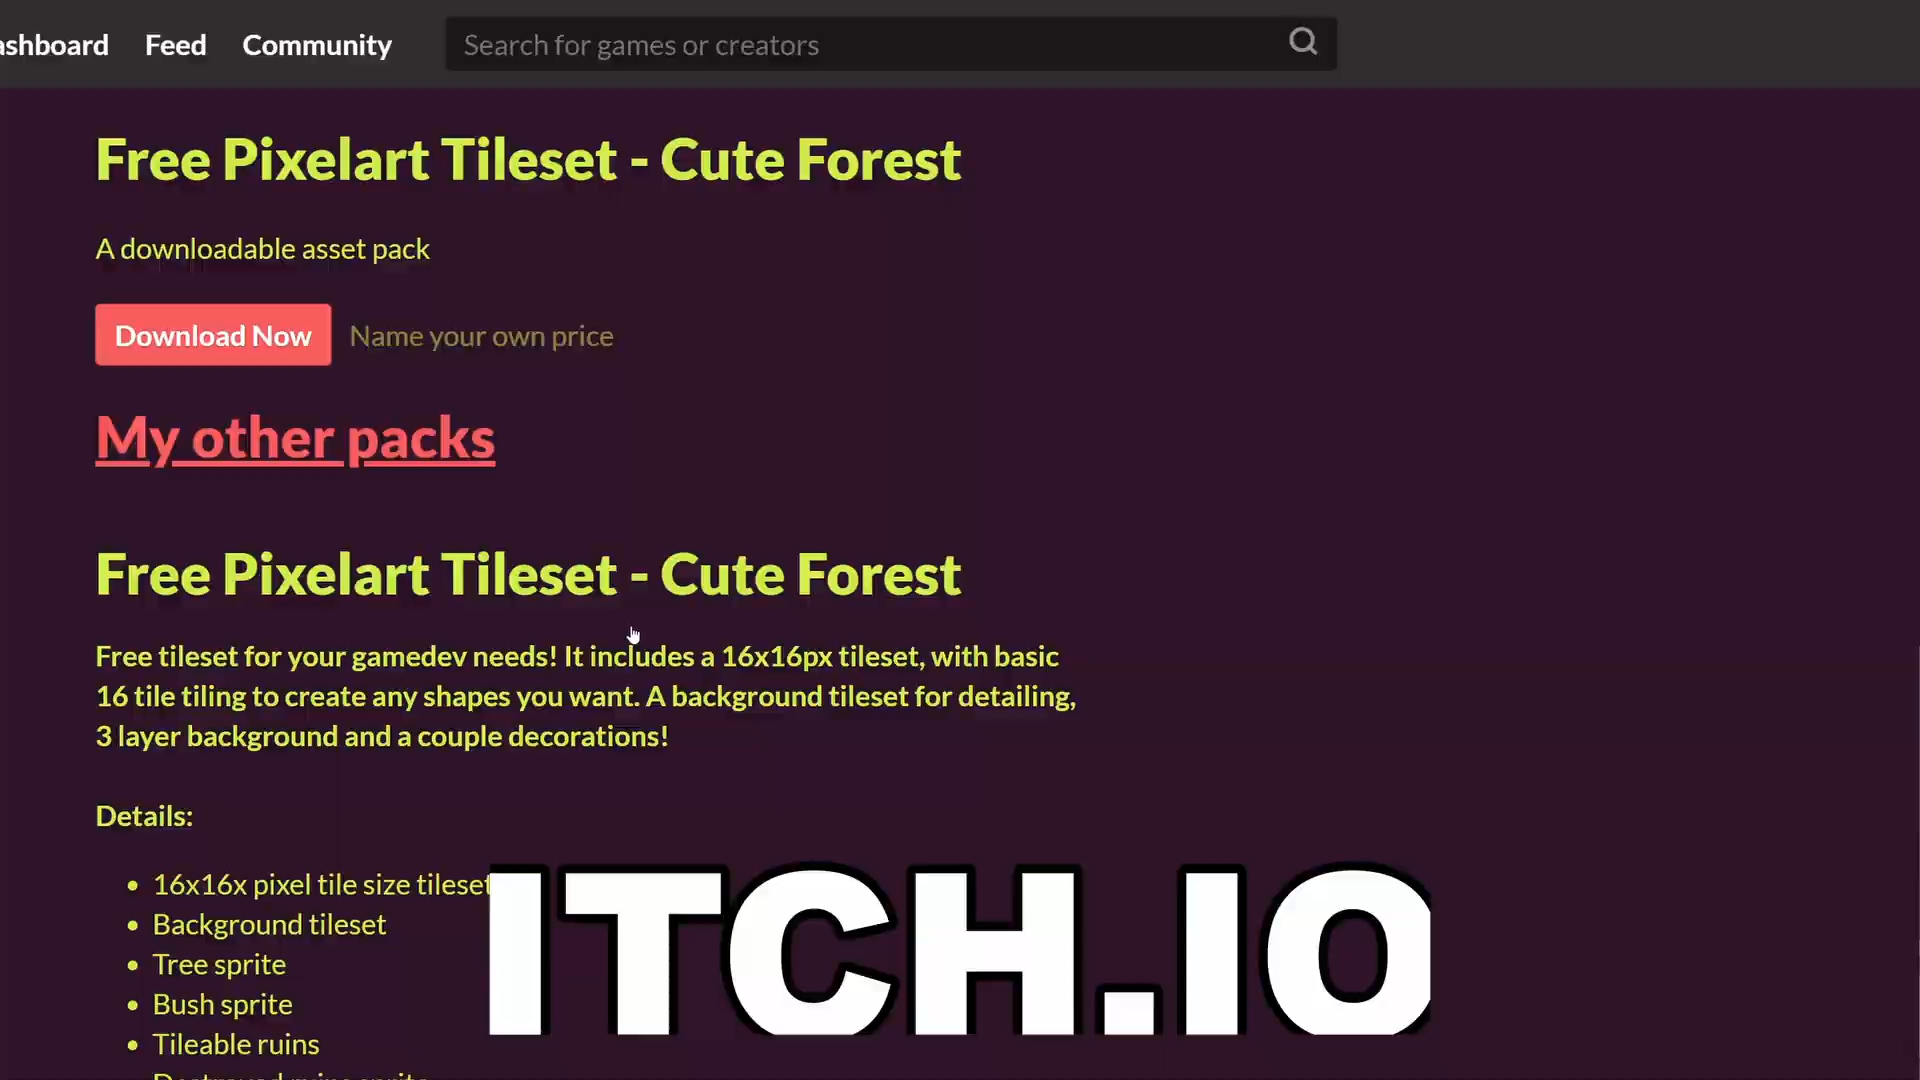 ashboard Feed Community Search for games or creators
Free Pixelart Tileset - Cute Forest
A downloadable asset pack
Download Now Name your own price
My other packs
Free Pixelart Tileset - Cute Forest
Free tileset for your gamedev needs! It includes a 16x16px tileset, with basic
16 tile tiling to create any shapes you want. A background tileset for detailing,
3 layer background and a couple decorations!
Details:
• 16x16x pixel tile size tileset
• Background tileset
• Tree sprite
• Bush sprite
• Tileable ruins
ITCH.IO